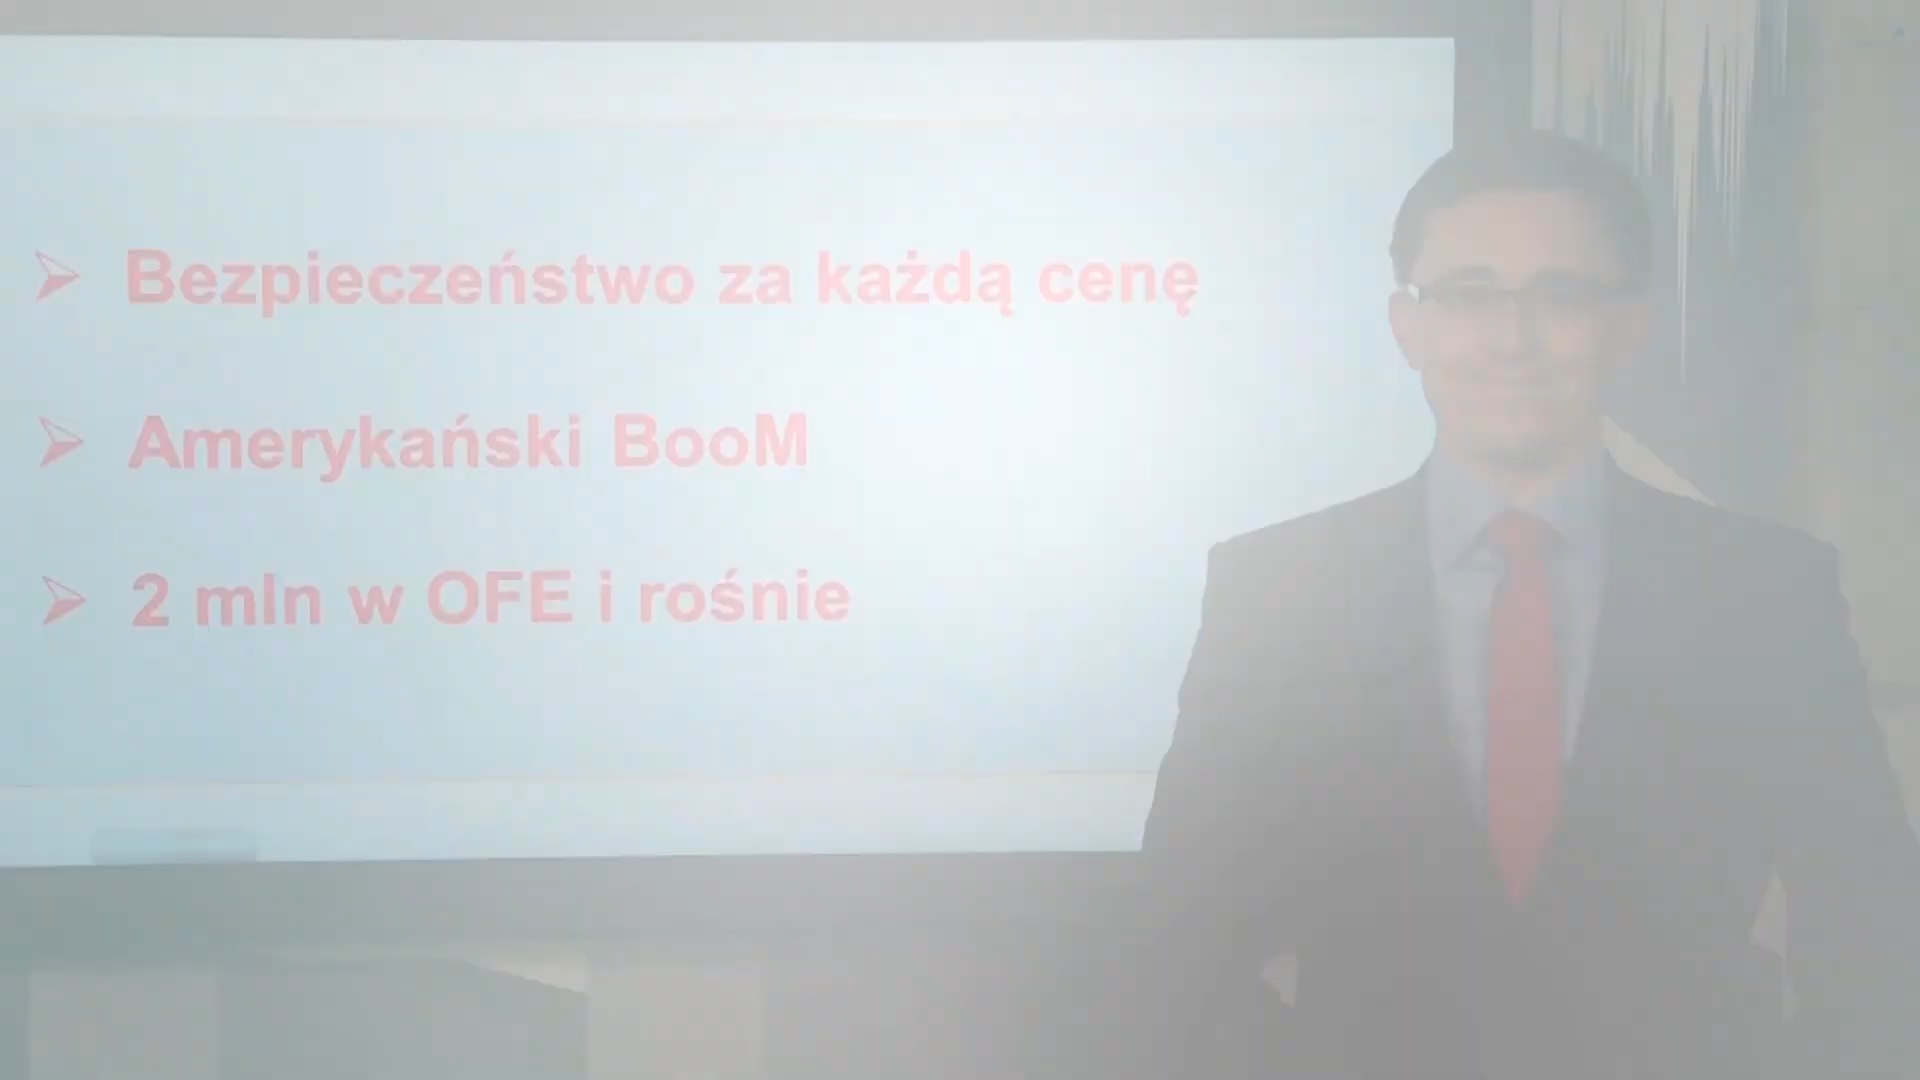 Bezpieczeństwo za każdą cenę
Amerykański BooM
2 mln w OFE i rośnie